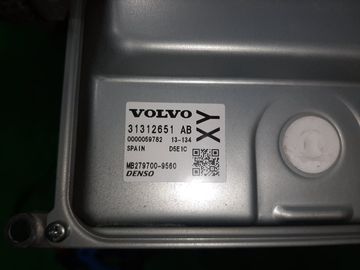 VOLVO
31312651 AB
0000059782 13-134
SPAIN D5E1C
MB279700-9560
DENSO
XY